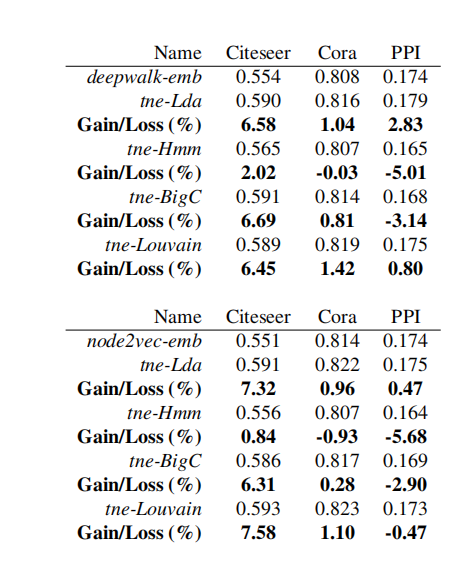 Name Citeseer Cora PPI
deepwalk-emb 0.554 0.808 0.174
tne-Lda 0.590 0.816 0.179
Gain/Loss (%) 6.58 1.04 2.83
tne-Hmm 0.565 0.807 0.165
Gain/Loss (%) 2.02 -0.03 -5.01
tne-BigC 0.591 0.814 0.168
Gain/Loss (%) 6.69 0.81 -3.14
tne-Louvain 0.589 0.819 0.175
Gain/Loss (%) 6.45 1.42 0.80
Name Citeseer Cora PPI
node2vec-emb 0.551 0.814 0.174
tne-Lda 0.591 0.822 0.175
Gain/Loss (%) 7.32 0.96 0.47
tne-Hmm 0.556 0.807 0.164
Gain/Loss (%) 0.84 -0.93 -5.68
tne-BigC 0.586 0.817 0.169
Gain/Loss (%) 6.31 0.28 -2.90
tne-Louvain 0.593 0.823 0.173
Gain/Loss (%) 7.58 1.10 -0.47